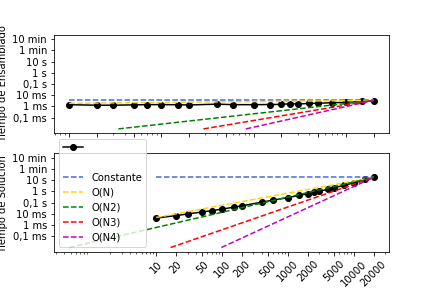 10 min
1 min
10 s
1 s
0,1 s
10 ms
1 ms
0,1 ms
Tiempo de Ensamblado
10 min
1 min
10 s
1 s
0,1 s
10 ms
1 ms
0,1 ms
Tiempo de Solución
Constante
O(N)
O(N2)
O(N3)
O(N4)
10
20
50
100
200
500
1000
2000
5000
10000
20000